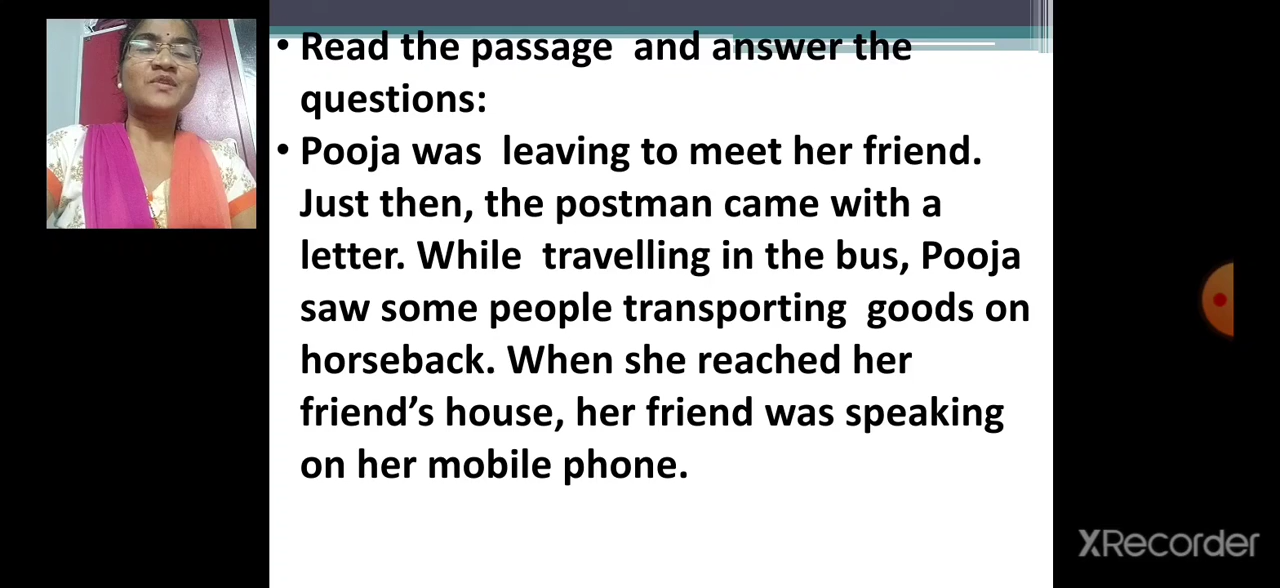 • Read the passage and answer the
questions:
• Pooja was leaving to meet her friend.
Just then, the postman came with a
letter. While travelling in the bus, Pooja
saw some people transporting goods on
horseback. When she reached her
friend’s house, her friend was speaking
on her mobile phone.
XRecorder